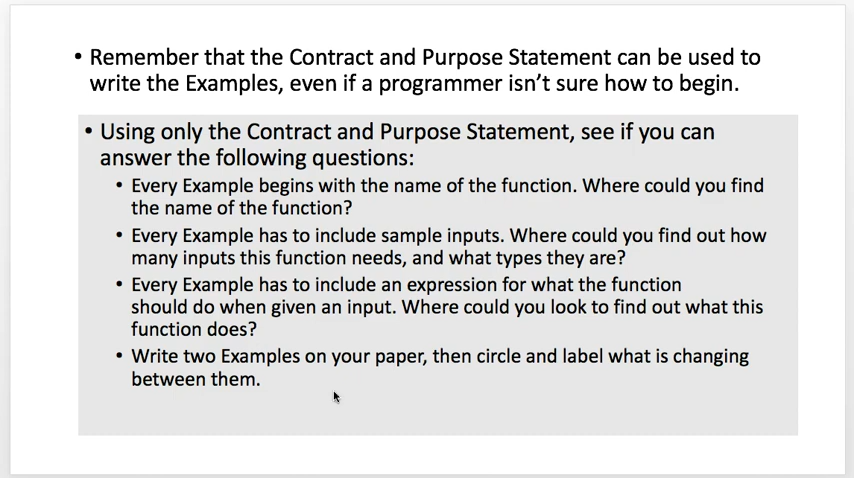 • Remember that the Contract and Purpose Statement can be used to
write the Examples, even if a programmer isn't sure how to begin.
• Using only the Contract and Purpose Statement, see if you can
answer the following questions:
• Every Example begins with the name of the function. Where could you find
the name of the function?
• Every Example has to include sample inputs. Where could you find out how
many inputs this function needs, and what types they are?
• Every Example has to include an expression for what the function
should do when given an input. Where could you look to find out what this
function does?
• Write two Examples on your paper, then circle and label what is changing
between them.